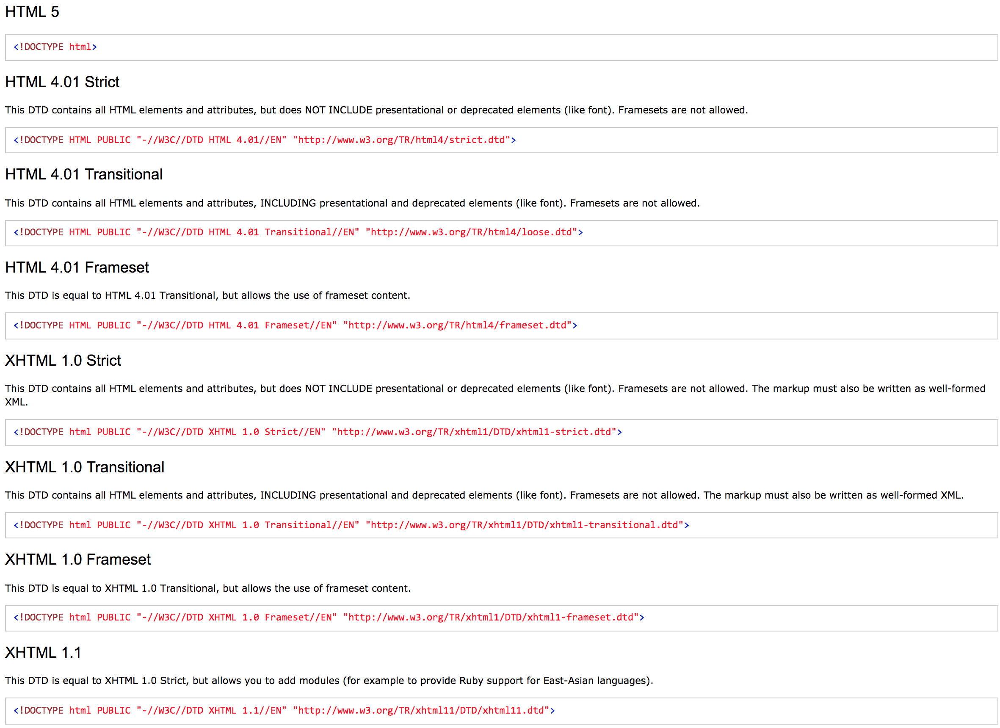 HTML 5
<!DOCTYPE html>
HTML 4.01 Strict
This DTD contains all HTML elements and attributes, but does NOT INCLUDE presentational or deprecated elements (like font). Framesets are not allowed.
<!DOCTYPE HTML PUBLIC "-//W3C//DTD HTML 4.01//EN" "http://www.w3.org/TR/html4/strict.dtd">
HTML 4.01 Transitional
This DTD contains all HTML elements and attributes, INCLUDING presentational and deprecated elements (like font). Framesets are not allowed.
<!DOCTYPE HTML PUBLIC "-//W3C//DTD HTML 4.01 Transitional//EN" "http://www.w3.org/TR/html4/loose.dtd">
HTML 4.01 Frameset
This DTD is equal to HTML 4.01 Transitional, but allows the use of frameset content.
<!DOCTYPE HTML PUBLIC "-//W3C//DTD HTML 4.01 Frameset//EN" "http://www.w3.org/TR/html4/frameset.dtd">
XHTML 1.0 Strict
This DTD contains all HTML elements and attributes, but does NOT INCLUDE presentational or deprecated elements (like font). Framesets are not allowed. The markup must also be written as well-formed
XML.
<!DOCTYPE html PUBLIC "-//W3C//DTD XHTML 1.0 Strict//EN" "http://www.w3.org/TR/xhtml1/DTD/xhtml1-strict.dtd">
XHTML 1.0 Transitional
This DTD contains all HTML elements and attributes, INCLUDING presentational and deprecated elements (like font). Framesets are not allowed. The markup must also be written as well-formed XML.
<!DOCTYPE html PUBLIC "-//W3C//DTD XHTML 1.0 Transitional//EN" "http://www.w3.org/TR/xhtml1/DTD/xhtml1-transitional.dtd">
XHTML 1.0 Frameset
This DTD is equal to XHTML 1.0 Transitional, but allows the use of frameset content.
<!DOCTYPE html PUBLIC "-//W3C//DTD XHTML 1.0 Frameset//EN" "http://www.w3.org/TR/xhtml1/DTD/xhtml1-frameset.dtd">
XHTML 1.1
This DTD is equal to XHTML 1.0 Strict, but allows you to add modules (for example to provide Ruby support for East-Asian languages).
<!DOCTYPE html PUBLIC "-//W3C//DTD XHTML 1.1//EN" "http://www.w3.org/TR/xhtml11/DTD/xhtml11.dtd">